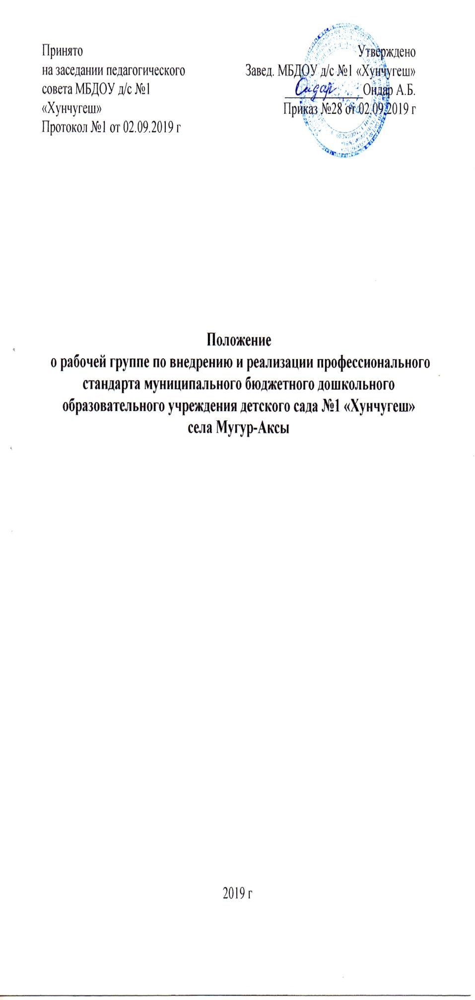 Принято
на заседании педагогического
совета МБДОУ д/с №1
«Хунчугеш»
Протокол №1 от 02.09.2019 г
Утверждено
Завед. МБДОУ д/с №1 «Хунчугеш»
Ондар Ондар А.Б.
Приказ №28 от 02.09.2019 г
Положение
о рабочей группе по внедрению и реализации профессионального
стандарта муниципального бюджетного дошкольного
образовательного учреждения детского сада №1 «Хунчугеш»
села Мугур-Аксы
2019 г